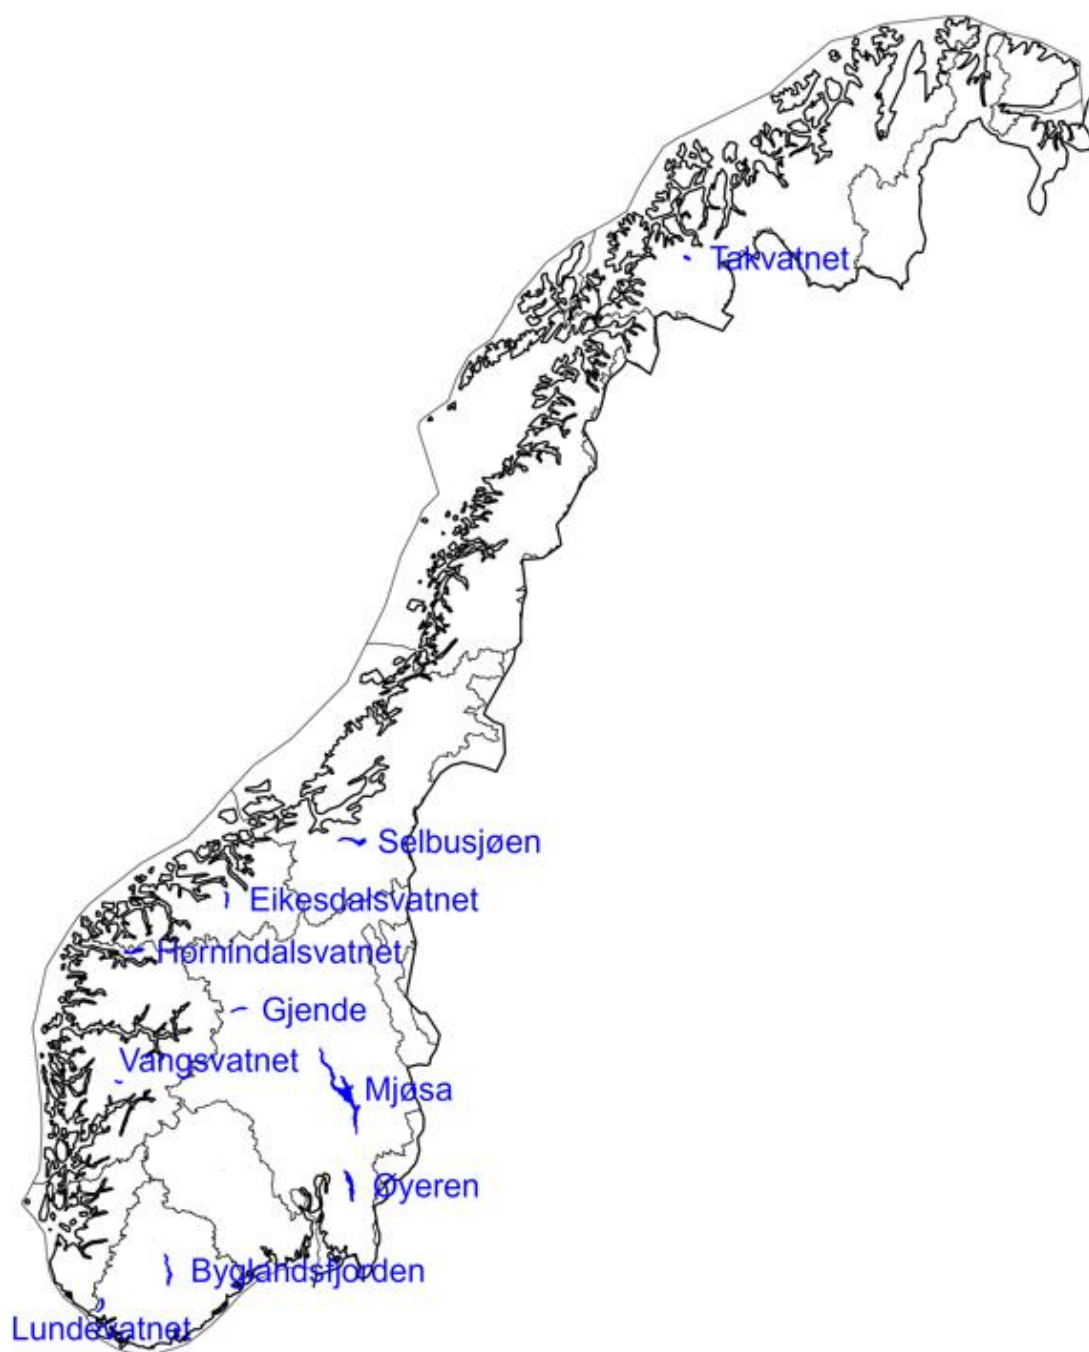 Takvatnet
Selbusjøen
Eikesdalsvatnet
Hornindalsvatnet
Gjende
Vangsvatnet
Mjøsa
Øyeren
Byglandsfjorden
Lundevatnet